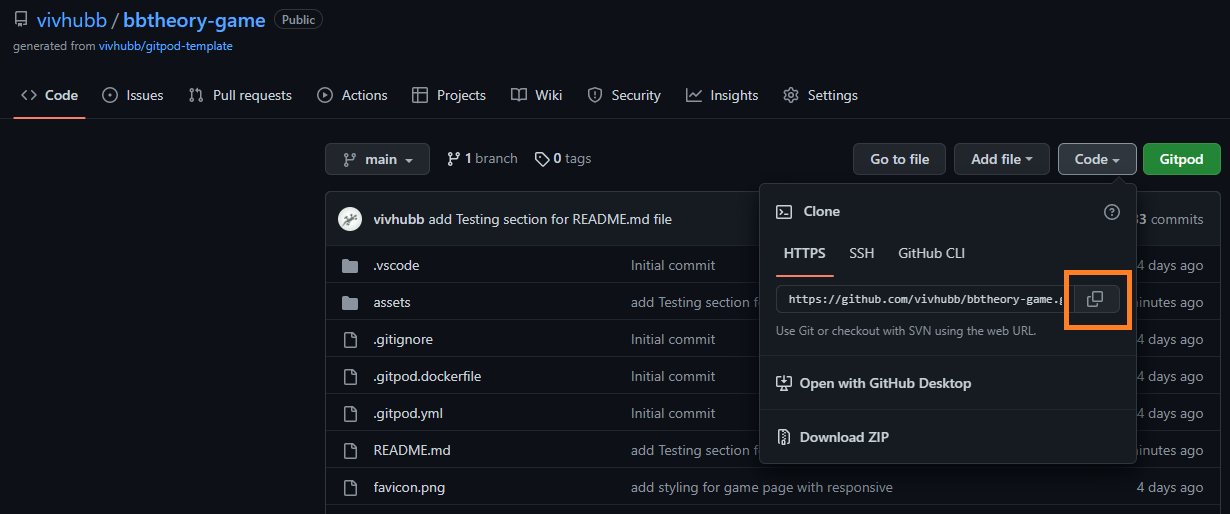 vivhubb / bbtheory-game Public
generated from vivhubb/gitpod-template
Code Issues Pull requests Actions Projects Wiki Security Insights Settings
main 1 branch 0 tags Go to file Add file Code Gitpod
vivhubb add Testing section for README.md file commits
Clone
HTTPS SSH GitHub CLI
https://github.com/vivhubb/bbtheory-game.g
Use Git or checkout with SVN using the web URL.
Open with GitHub Desktop
Download ZIP
.vscode Initial commit 4 days ago
assets add Testing section ago
.gitignore Initial commit 4 days ago
.gitpod.dockerfile Initial commit 4 days ago
.gitpod.yml Initial commit 4 days ago
README.md add Testing section ago
favicon.png add styling for game page with responsive 4 days ago